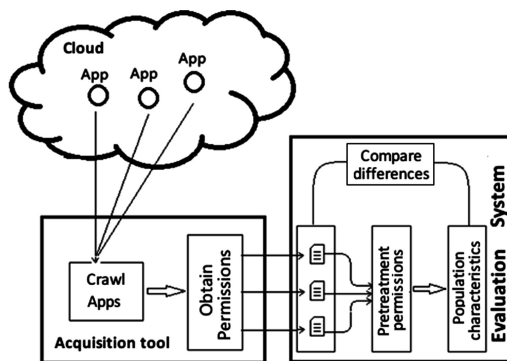 Cloud
App
App
App
Compare
differences
Crawl
Apps
Obtain
Permissions
Pretreatment
permissions
Population
characteristics
Evaluation System
Acquisition tool